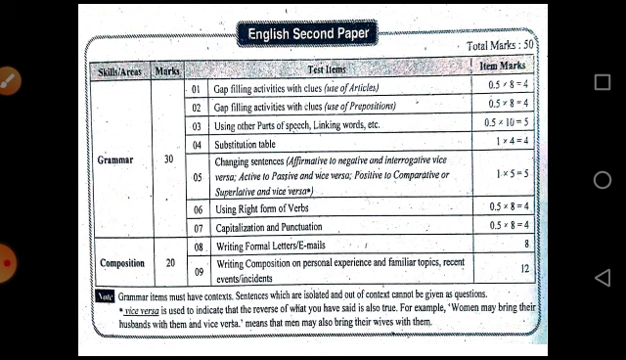 English Second Paper
Total Marks : 50
Skills/Areas Marks Test Items Item Marks
Grammar 30
01 Gap filling activities with clues (use of Articles) 0.5 × 8 = 4
02 Gap filling activities with clues (use of Prepositions) 0.5 × 8 = 4
03 Using other Parts of speech, Linking words, etc. 0.5 × 10 = 5
04 Substitution table 1 × 4 = 4
05 Changing sentences (Affirmative to negative and interrogative vice
versa; Active to Passive and vice versa; Positive to Comparative or
Superlative and vice versa*) 1 × 5 = 5
06 Using Right form of Verbs 0.5 × 8 = 4
07 Capitalization and Punctuation 0.5 × 8 = 4
Composition 20
08 Writing Formal Letters/E-mails 8
09 Writing Composition on personal experience and familiar topics, recent
events/incidents 12
Note Grammar items must have contexts. Sentences which are isolated and out of context cannot be given as questions.
* vice versa is used to indicate that the reverse of what you have said is also true. For example, 'Women may bring their
husbands with them and vice versa.' means that men may also bring their wives with them.